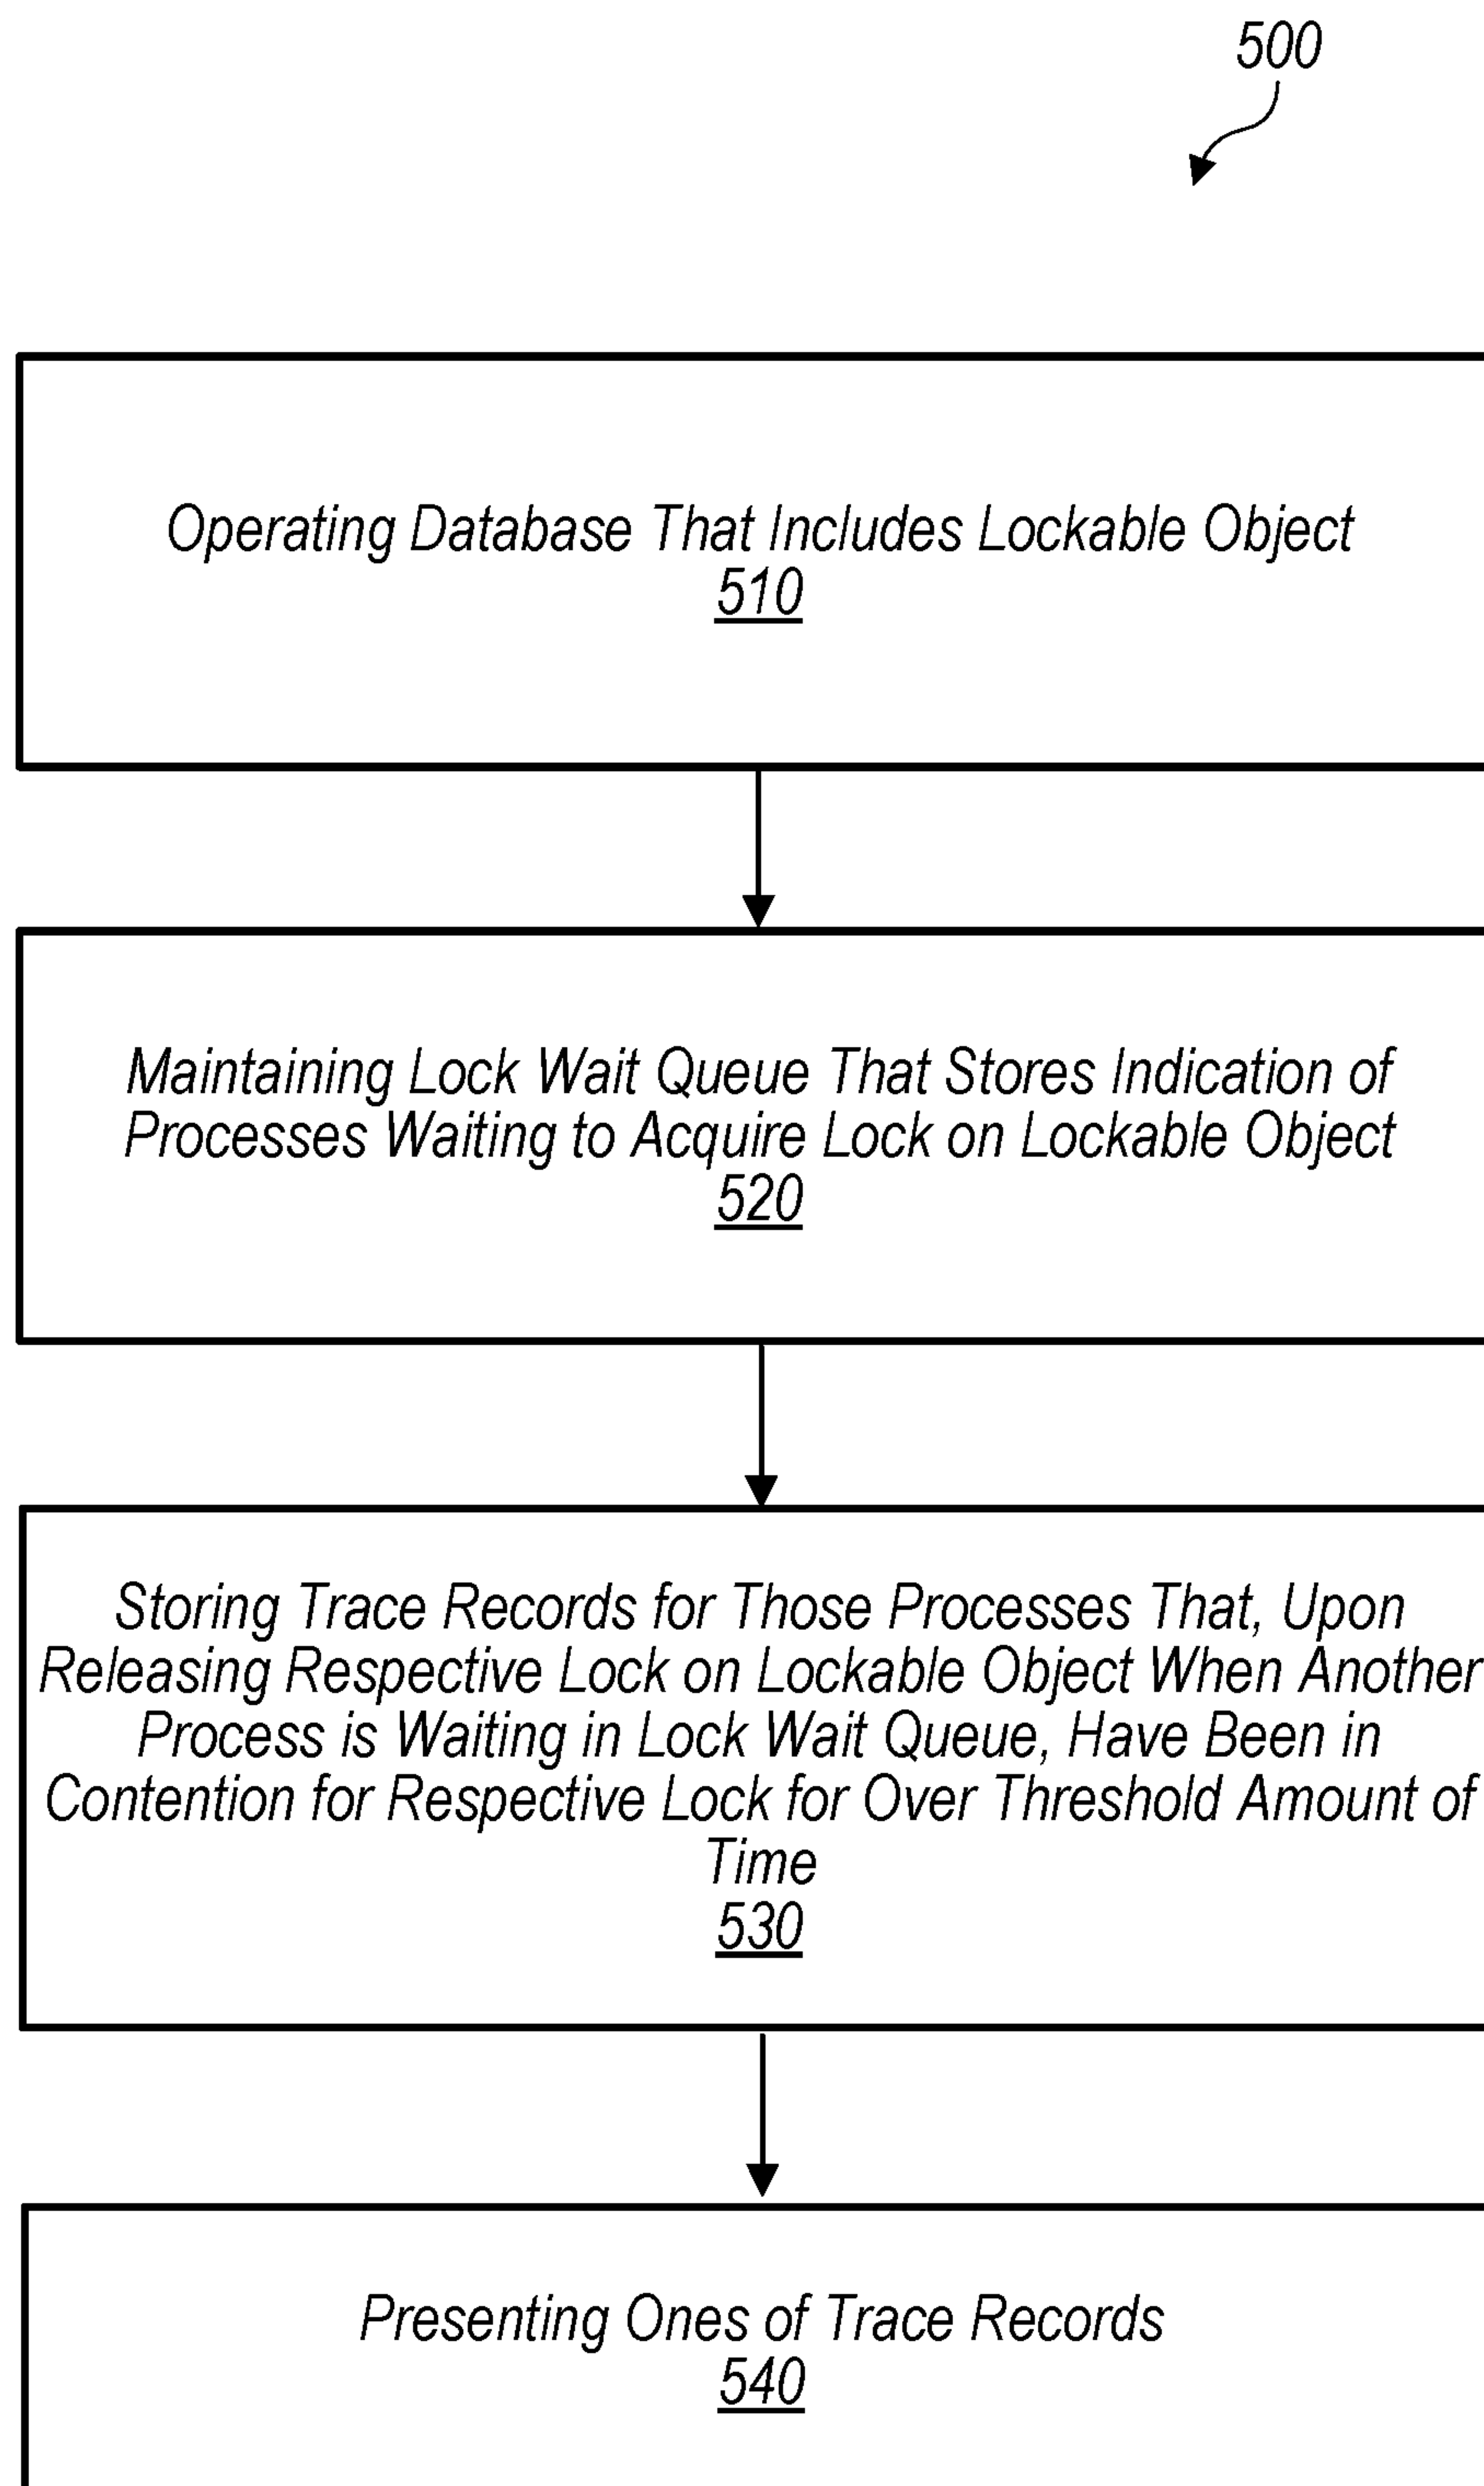 500
Operating Database That Includes Lockable Object
510
Maintaining Lock Wait Queue That Stores Indication of
Processes Waiting to Acquire Lock on Lockable Object
520
Storing Trace Records for Those Processes That, Upon
Releasing Respective Lock on Lockable Object When Another
Process is Waiting in Lock Wait Queue, Have Been in
Contention for Respective Lock for Over Threshold Amount of
Time
530
Presenting Ones of Trace Records
540